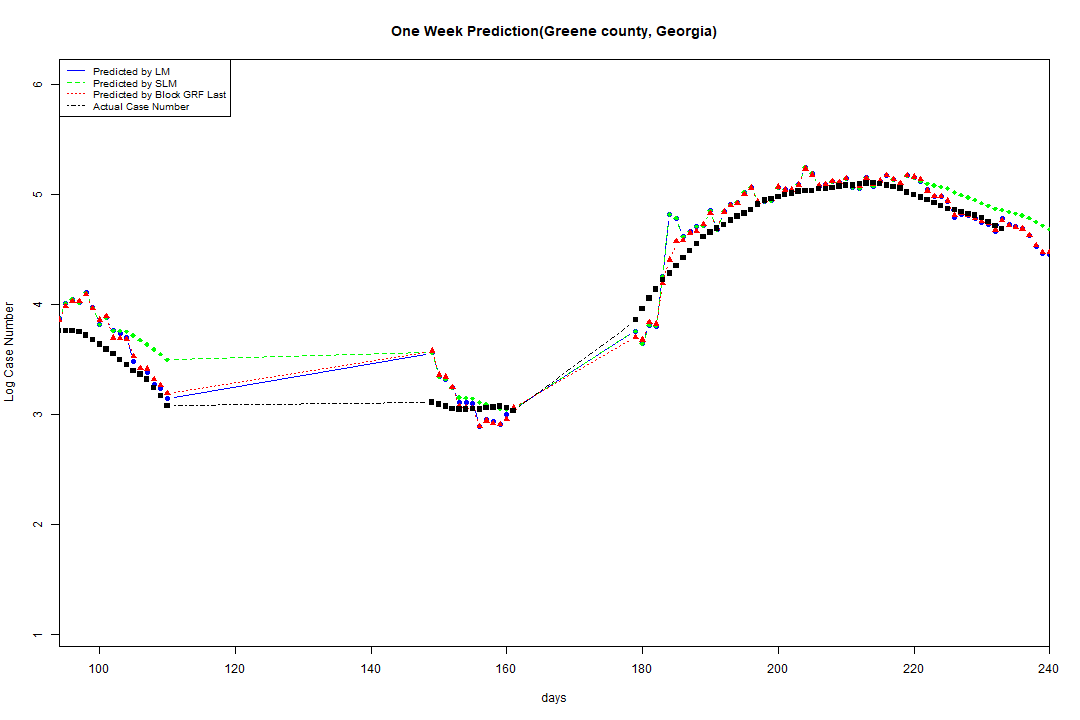 One Week Prediction(Greene county, Georgia)
Predicted by LM
Predicted by SLM
Predicted by Block GRF Last
Actual Case Number
6
5
4
3
2
1
Log Case Number
100 120 140 160 180 200 220 240
days